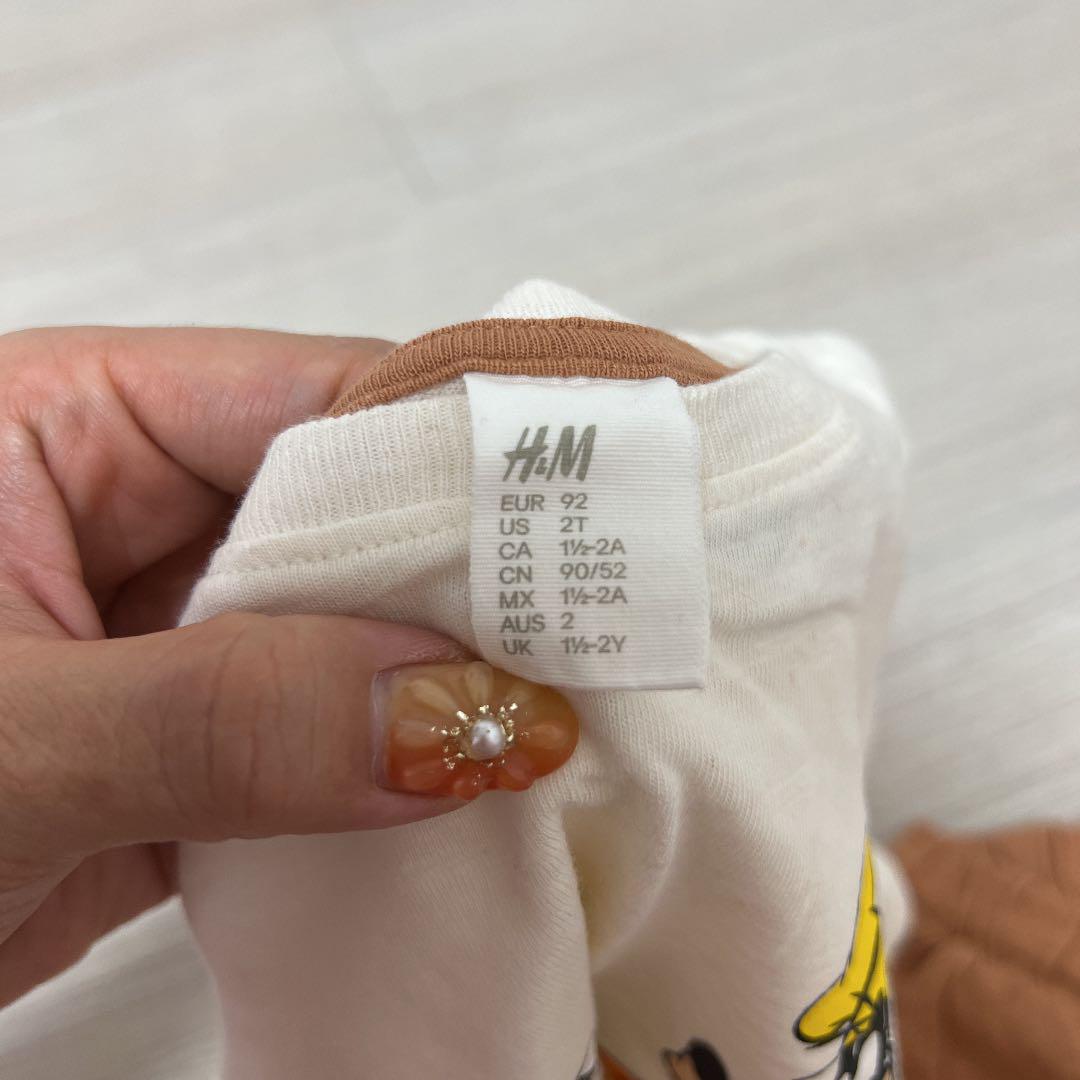 H&M
EUR 92
US 2T
CA 1½-2A
CN 90/52
MX 1½-2A
AUS 2
UK 1½-2Y